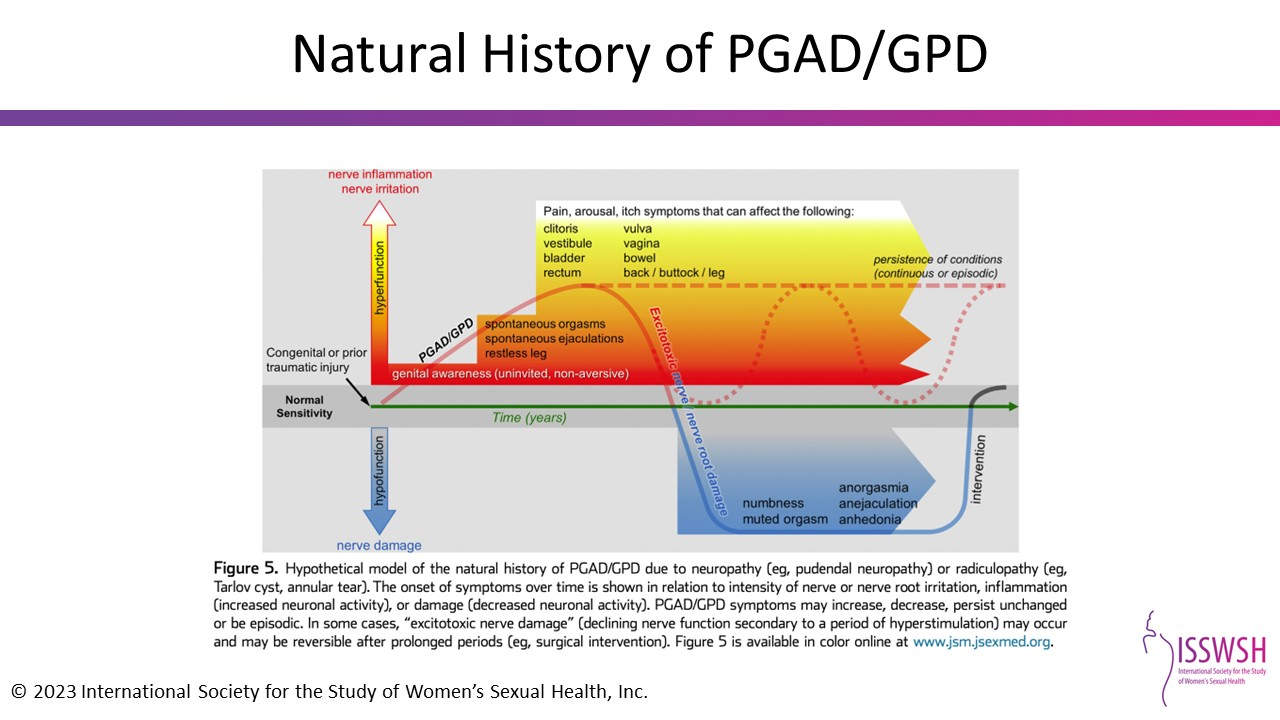 Natural History of PGAD/GPD
nerve inflammation
nerve irritation
hyperfunction
Pain, arousal, itch symptoms that can affect the following:
clitoris vulva
vestibule vagina
bladder bowel
rectum back / buttock / leg
persistence of conditions
(continuous or episodic)
PGAD/GPD
spontaneous orgasms
spontaneous ejaculations
restless leg
genital awareness (uninvited, non-aversive)
Excitotoxic nerve / nerve root damage
Congenital or prior
traumatic injury
Normal
Sensitivity
Time (years)
hypofunction
numbness
muted orgasm
anorgasmia
anejaculation
anhedonia
intervention
nerve damage
Figure 5. Hypothetical model of the natural history of PGAD/GPD due to neuropathy (eg, pudendal neuropathy) or radiculopathy (eg,
Tarlov cyst, annular tear). The onset of symptoms over time is shown in relation to intensity of nerve or nerve root irritation, inflammation
(increased neuronal activity), or damage (decreased neuronal activity). PGAD/GPD symptoms may increase, decrease, persist unchanged
or be episodic. In some cases, “excitotoxic nerve damage” (declining nerve function secondary to a period of hyperstimulation) may occur
and may be reversible after prolonged periods (eg, surgical intervention). Figure 5 is available in color online at www.jsm.jsexmed.org.
ISSWSH
International Society for the Study
of Women's Sexual Health
© 2023 International Society for the Study of Women’s Sexual Health, Inc.